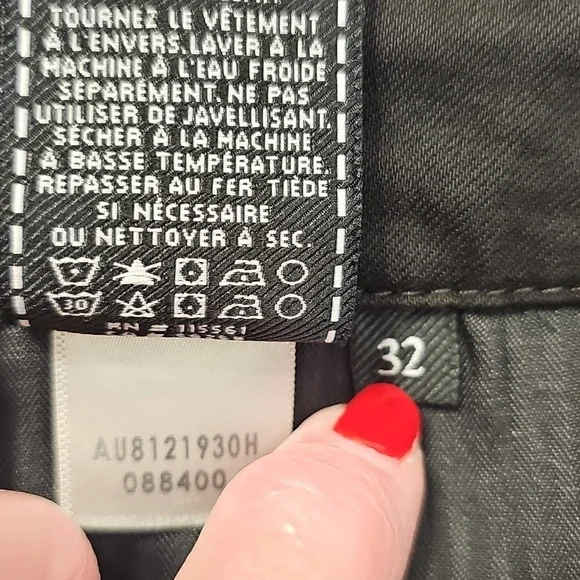 TOURNEZ LE VÊTEMENT
À L'ENVERS. LAVER À LA
MACHINE À L'EAU FROIDE
SÉPARÉMENT. NE PAS
UTILISER DE JAVELLISANT.
SÉCHER À LA MACHINE
À BASSE TEMPÉRATURE.
REPASSER AU FER TIÈDE
SI NÉCESSAIRE
OU NETTOYER À SEC.
30
RN # 115561
32
AU8121930H
088400